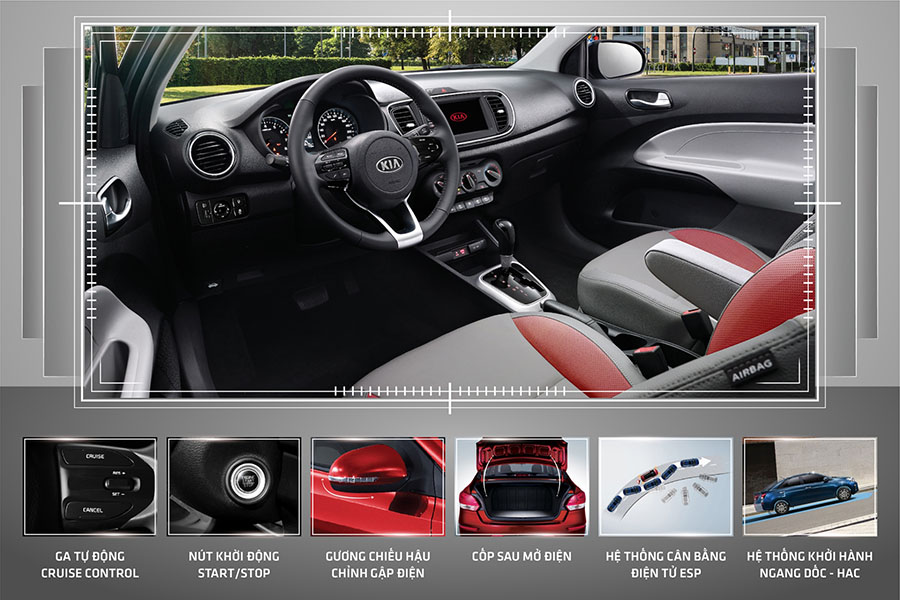 KIA
KIA
AIRBAG
CRUISE
SET
CANCEL
GA TỰ ĐỘNG
CRUISE CONTROL
NÚT KHỞI ĐỘNG
START/STOP
GƯƠNG CHIẾU HẬU
CHỈNH GẬP ĐIỆN
CỐP SAU MỞ ĐIỆN
HỆ THỐNG CÂN BẰNG
ĐIỆN TỬ ESP
HỆ THỐNG KHỞI HÀNH
NGANG DỐC - HAC